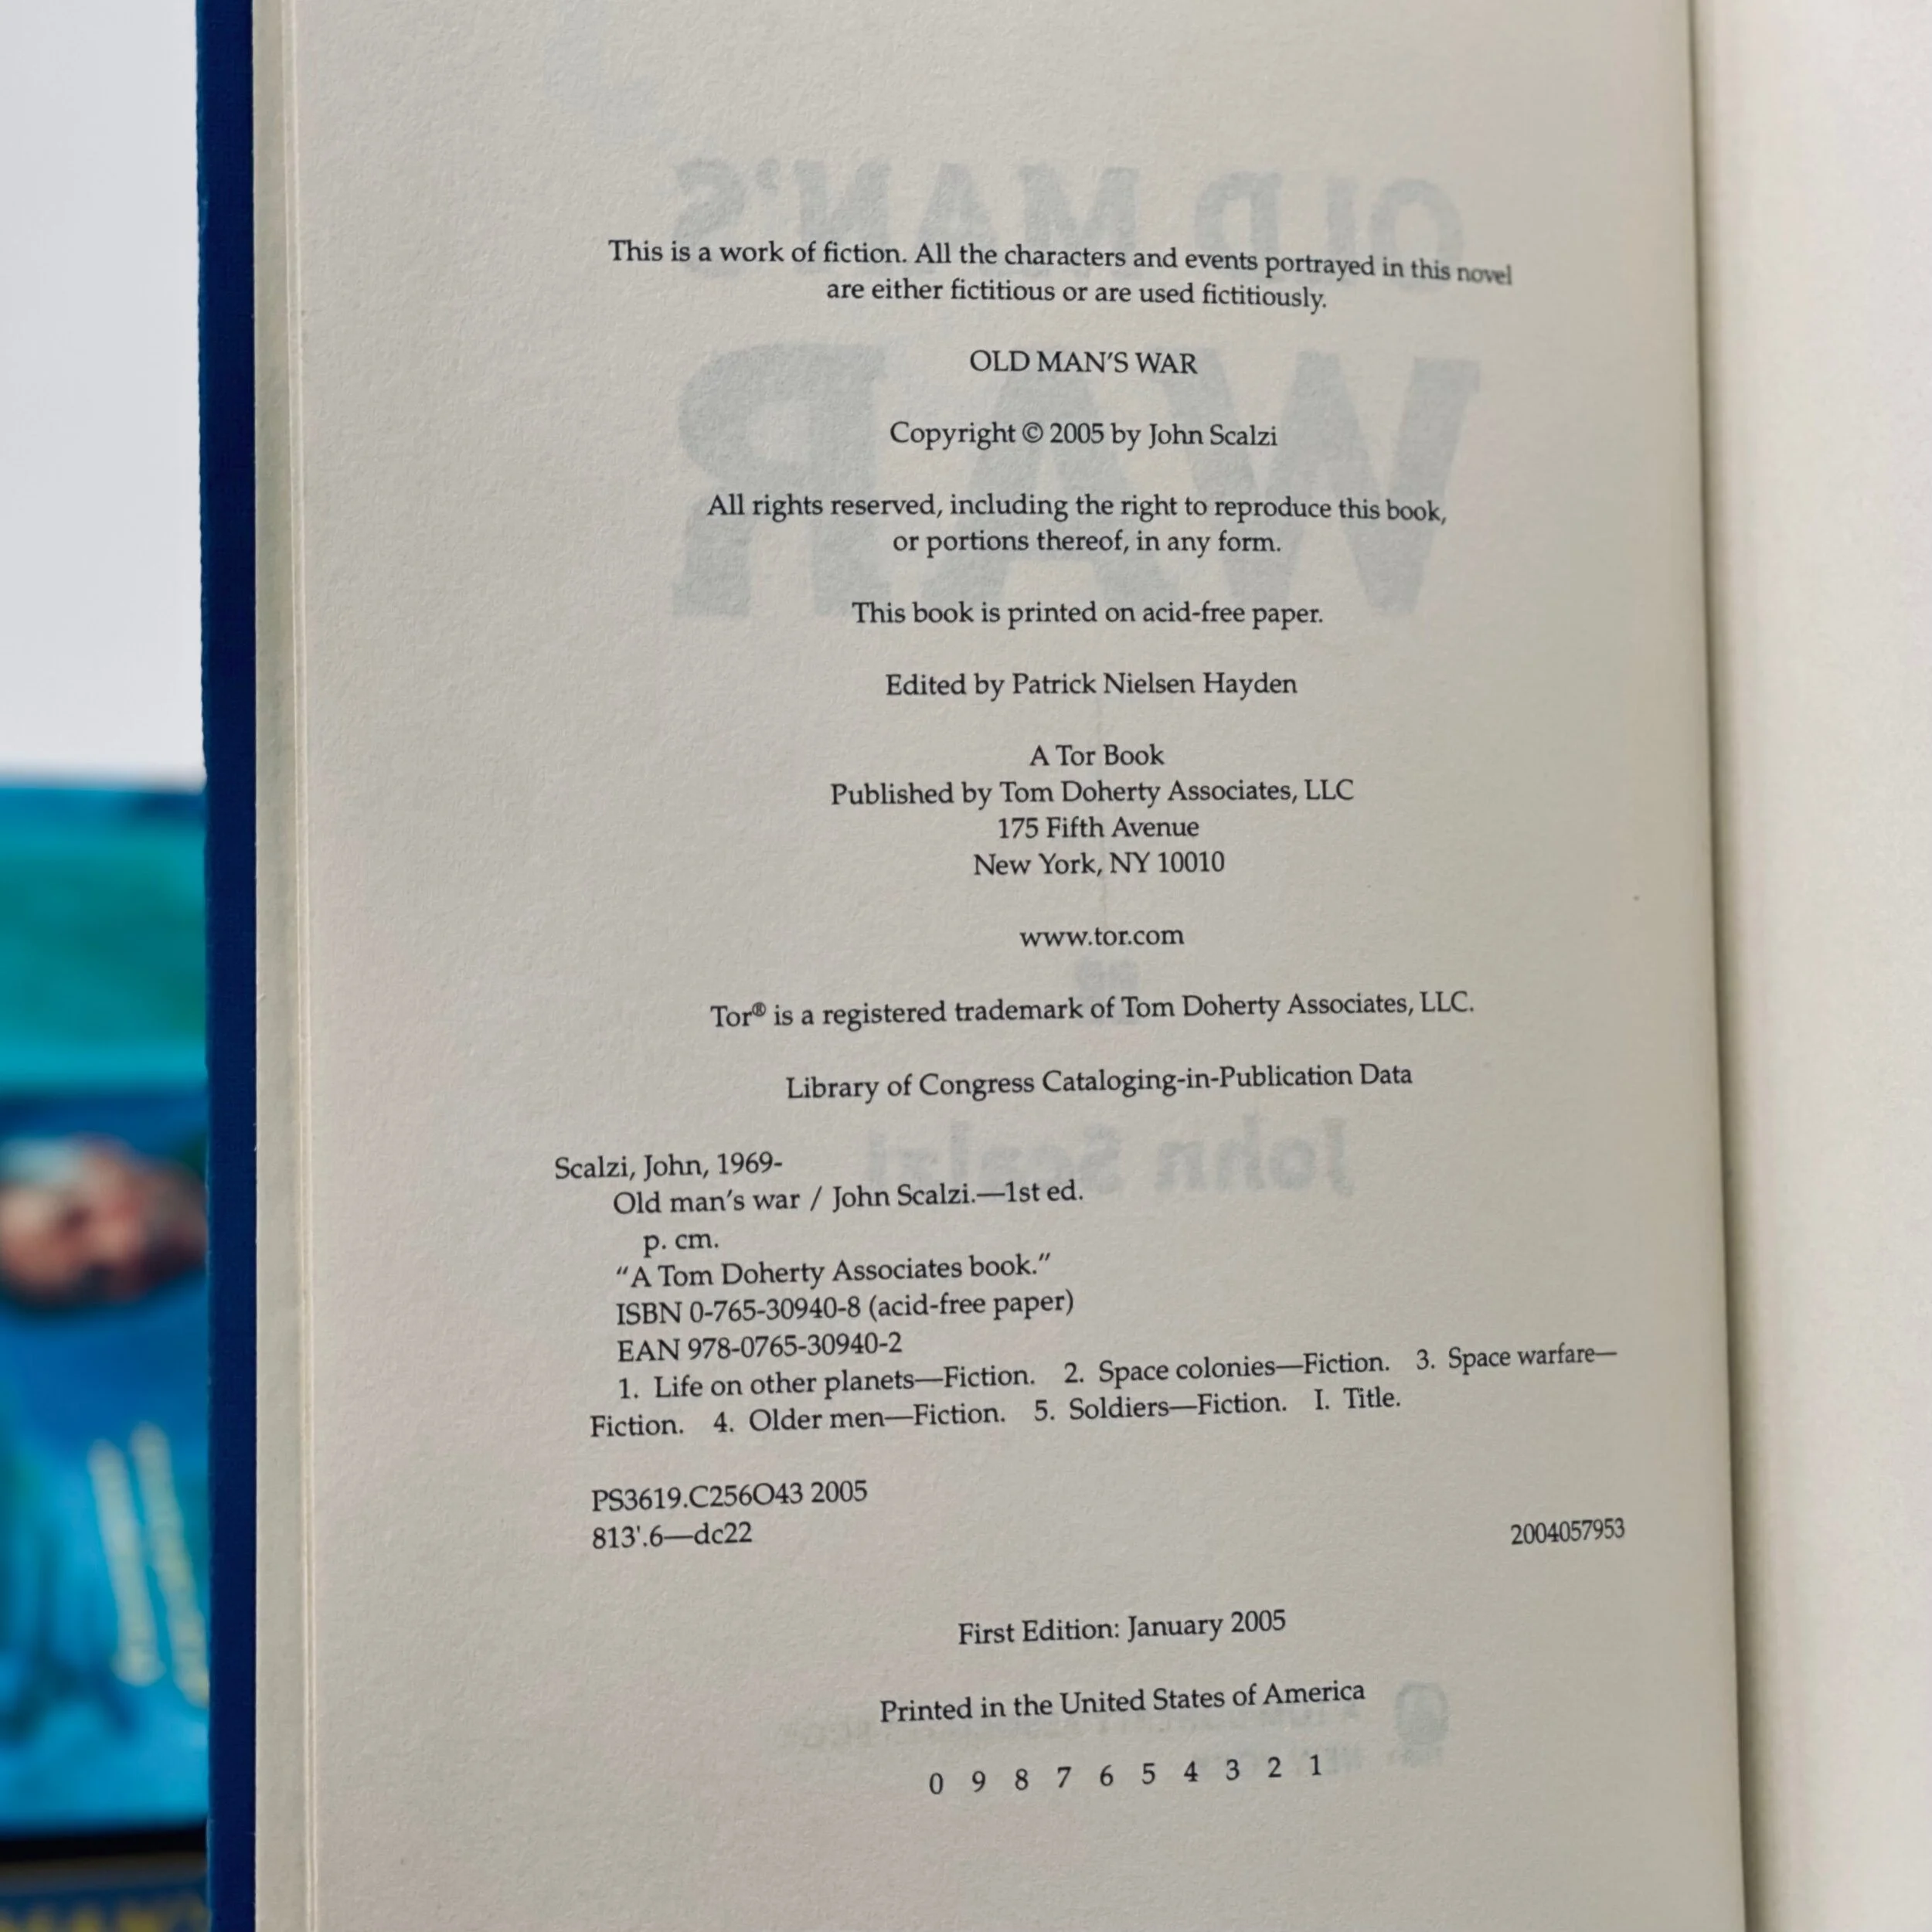 This is a work of fiction. All the characters and events portrayed in this novel
are either fictitious or are used fictitiously.
OLD MAN'S WAR
Copyright © 2005 by John Scalzi
All rights reserved, including the right to reproduce this book,
or portions thereof, in any form.
This book is printed on acid-free paper.
Edited by Patrick Nielsen Hayden
A Tor Book
Published by Tom Doherty Associates, LLC
175 Fifth Avenue
New York, NY 10010
www.tor.com
Tor® is a registered trademark of Tom Doherty Associates, LLC.
Library of Congress Cataloging-in-Publication Data
Scalzi, John, 1969-
Old man's war / John Scalzi.—1st ed.
p. cm.
"A Tom Doherty Associates book."
ISBN 0-765-30940-8 (acid-free paper)
EAN 978-0765-30940-2
1. Life on other planets—Fiction. 2. Space colonies—Fiction. 3. Space warfare—
Fiction. 4. Older men—Fiction. 5. Soldiers—Fiction. I. Title.
PS3619.C256O43 2005
813'.6—dc22 2004057953
First Edition: January 2005
Printed in the United States of America
0 9 8 7 6 5 4 3 2 1
OLD MAN'S
WAR
John Scalzi